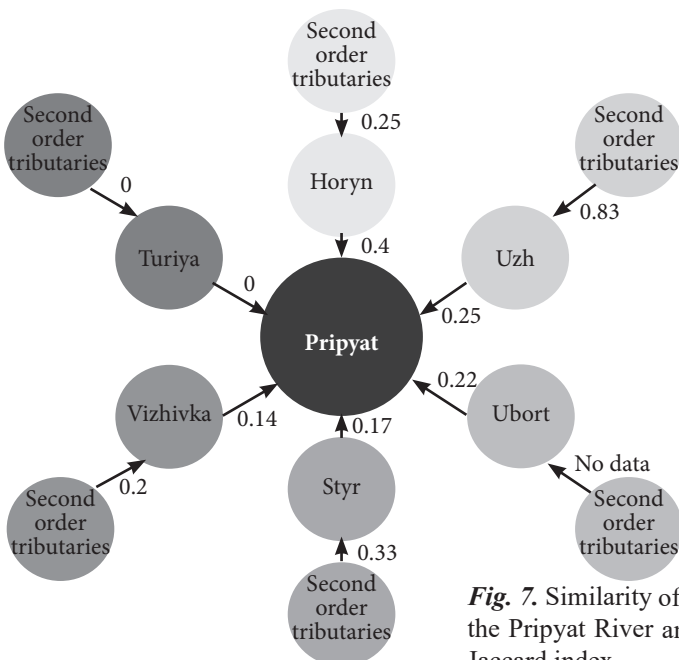 Second
order
tributaries
0.25
Horyn
0.4
Second
order
tributaries
0
Turiya
0
Second
order
tributaries
0.83
Uzh
0.25
Pripyat
Vizhivka
0.14
0.2
Second
order
tributaries
0.22
Ubort
No data
Second
order
tributaries
0.17
Styr
0.33
Second
order
tributaries
Fig. 7. Similarity of
the Pripyat River ar
Jaccard index